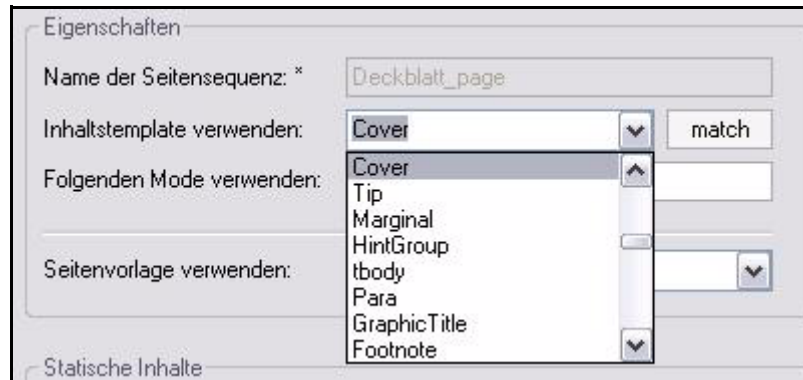 Eigenschaften
Name der Seitensequenz: * Deckblatt_page
Inhaltstemplate verwenden: Cover match
Cover
Folgenden Mode verwenden:
Tip
Marginal
HintGroup
tbody
Seitenvorlage verwenden:
Para
GraphicTitle
Footnote
Statische Inhalte